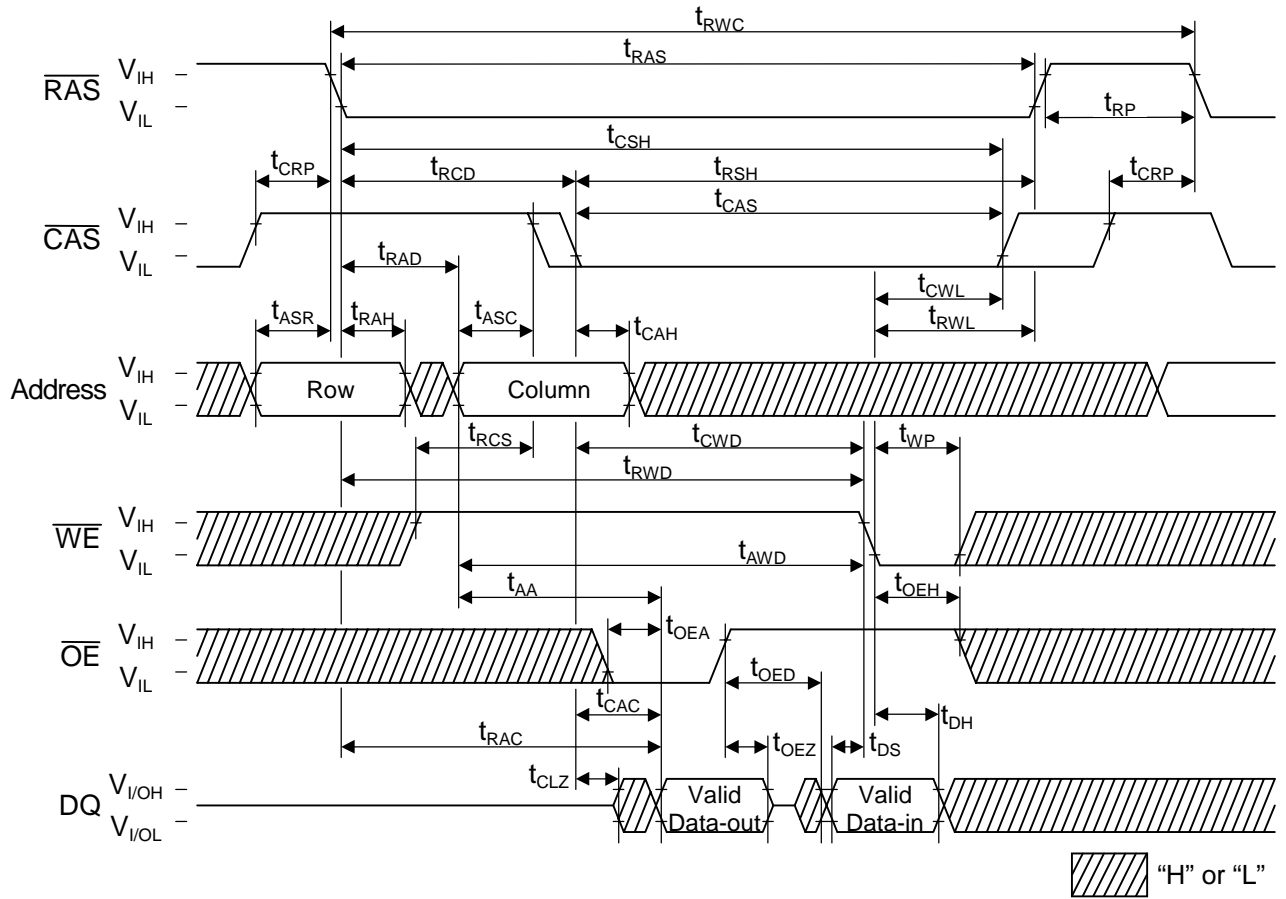 tRWC
tRAS
RAS
VIH
VIL
tRP
tCSH
tCRP
tRCD
tRSH
tCRP
tCAS
CAS
VIH
VIL
tRAD
tCWL
tASR
tRAH
tASC
tCAH
tRWL
Address
VIH
VIL
Row
Column
tRCS
tCWD
tWP
tRWD
WE
VIH
VIL
tAWD
tAA
tOEH
OE
VIH
VIL
tOEA
tOED
tCAC
tDH
tRAC
tOEZ
tDS
tCLZ
DQ
VI/OH
VI/OL
Valid
Data-out
Valid
Data-in
“H” or “L”